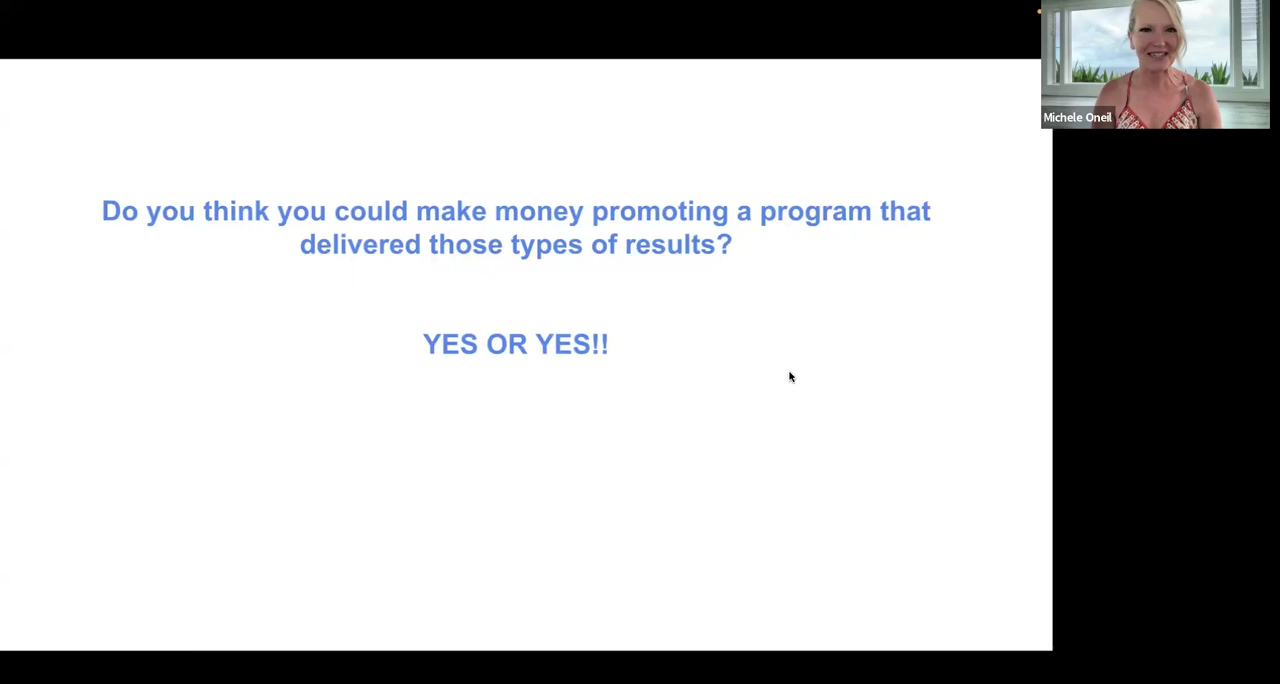 Do you think you could make money promoting a program that
delivered those types of results?
YES OR YES!!
Michele Oneil